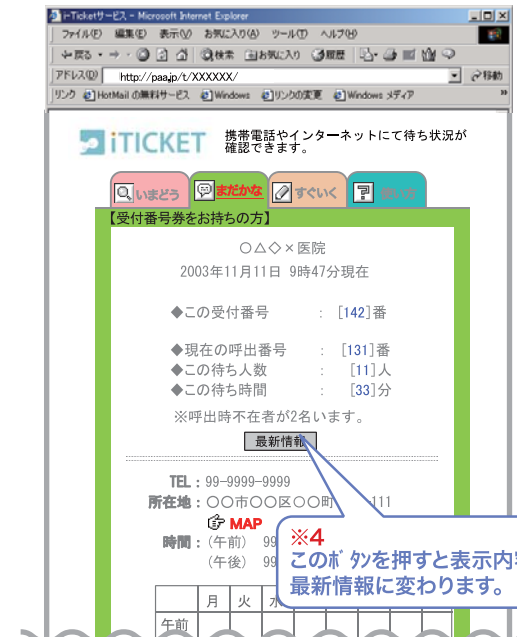 i-Ticketサービス - Microsoft Internet Explorer
ファイル(F) 編集(E) 表示(V) お気に入り(A) ツール(T) ヘルプ(H)
戻る 検索 お気に入り 履歴
アドレス(D) http://paa.jp/t/XXXXXX/ 移動
リンク HotMail の無料サービス Windows リンクの変更 Windows メディア »
iTICKET 携帯電話やインターネットにて待ち状況が
確認できます。
いまどう まだかな すぐいく 使い方
【受付番号券をお持ちの方】
○△◇×医院
2003年11月11日 9時47分現在
◆この受付番号 : [142]番
◆現在の呼出番号 : [131]番
◆この待ち人数 : [11]人
◆この待ち時間 : [33]分
※呼出時不在者が2名います。
最新情報
TEL : 99-9999-9999
所在地 : ○○市○○区○○町 111
MAP
時間 : (午前) 99
(午後) 99
※4
このボタンを押すと表示内容
最新情報に変わります。
月 火 水
午前